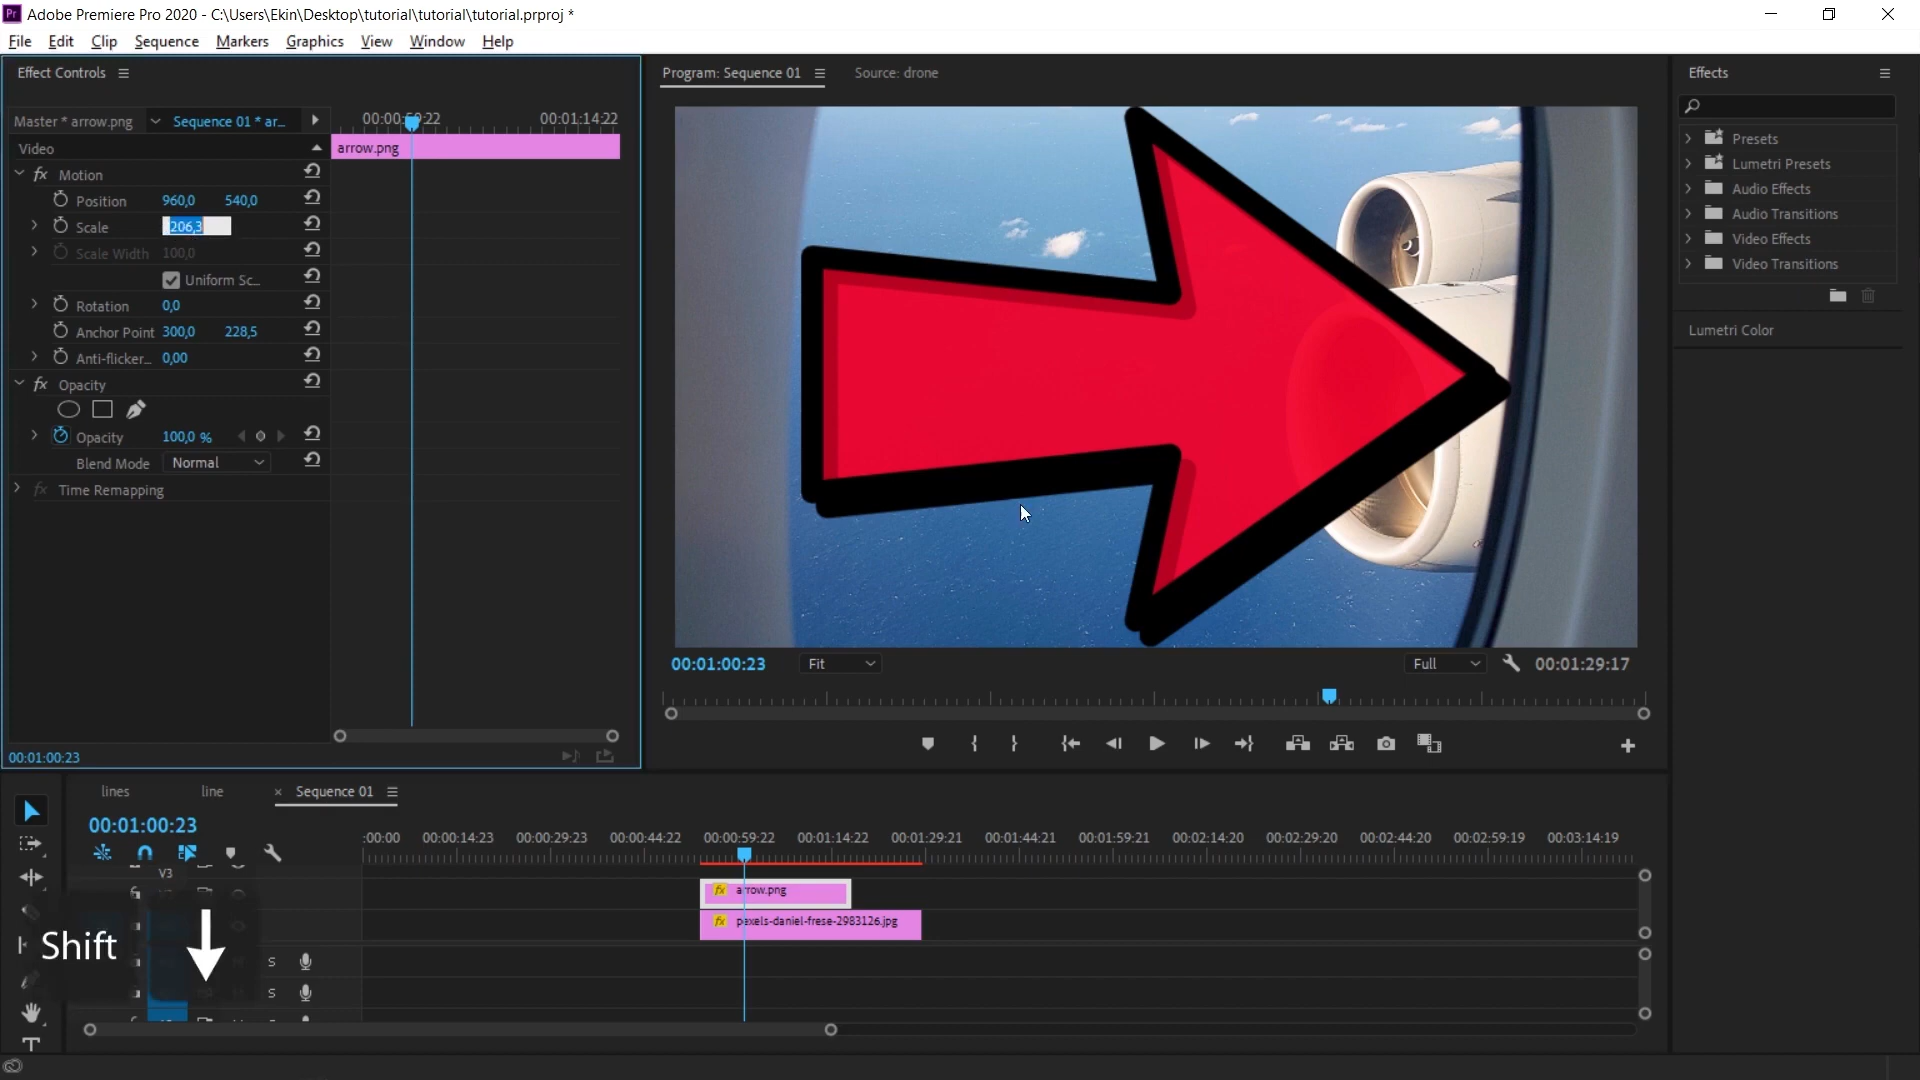 Pr Adobe Premiere Pro 2020 - C:\Users\Ekin\Desktop\tutorial\tutorial\tutorial.prproj *
File Edit Clip Sequence Markers Graphics View Window Help
Effect Controls
Program: Sequence 01 Source: drone
Effects
Master * arrow.png Sequence 01 * ar...
00:01:14:22
Video
arrow.png
Motion
Position 960,0 540,0
Scale 206,3
Scale Width 100,0
Uniform Sc...
Rotation 0,0
Anchor Point 300,0 228,5
Anti-flicker... 0,00
Opacity
Opacity 100,0 %
Blend Mode Normal
Time Remapping
00:01:00:23
Presets
Lumetri Presets
Audio Effects
Audio Transitions
Video Effects
Video Transitions
Lumetri Color
00:01:00:23 Fit Full 00:01:29:17
lines line × Sequence 01
00:01:00:23
:00:00 00:00:14:23 00:00:29:23 00:00:44:22 00:00:59:22 00:01:14:22 00:01:29:21 00:01:44:21 00:01:59:21 00:02:14:20 00:02:29:20 00:02:44:20 00:02:59:19 00:03:14:19
V3
fx arrow.png
fx pexels-daniel-frese-2983126.jpg
Shift
S
S